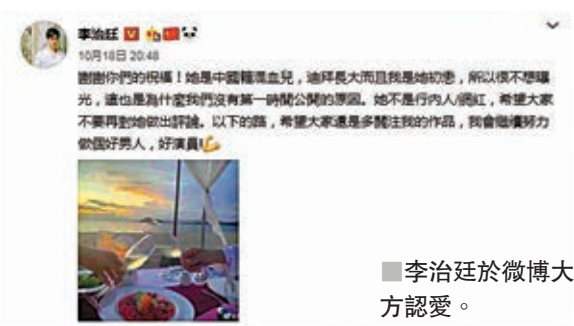 李治廷
10月18日 20:48
謝謝你們的祝福！她是中國籍混血兒，迪拜長大而且我是她初戀，所以很不想曝
光，這也是為什麼我們沒有第一時間公開的原因。她不是行內人/網紅，希望大家
不要再對她做出評論。以下的路，希望大家還是多關注我的作品，我會繼續努力
做個好男人，好演員!
■李治廷於微博大
方認愛。